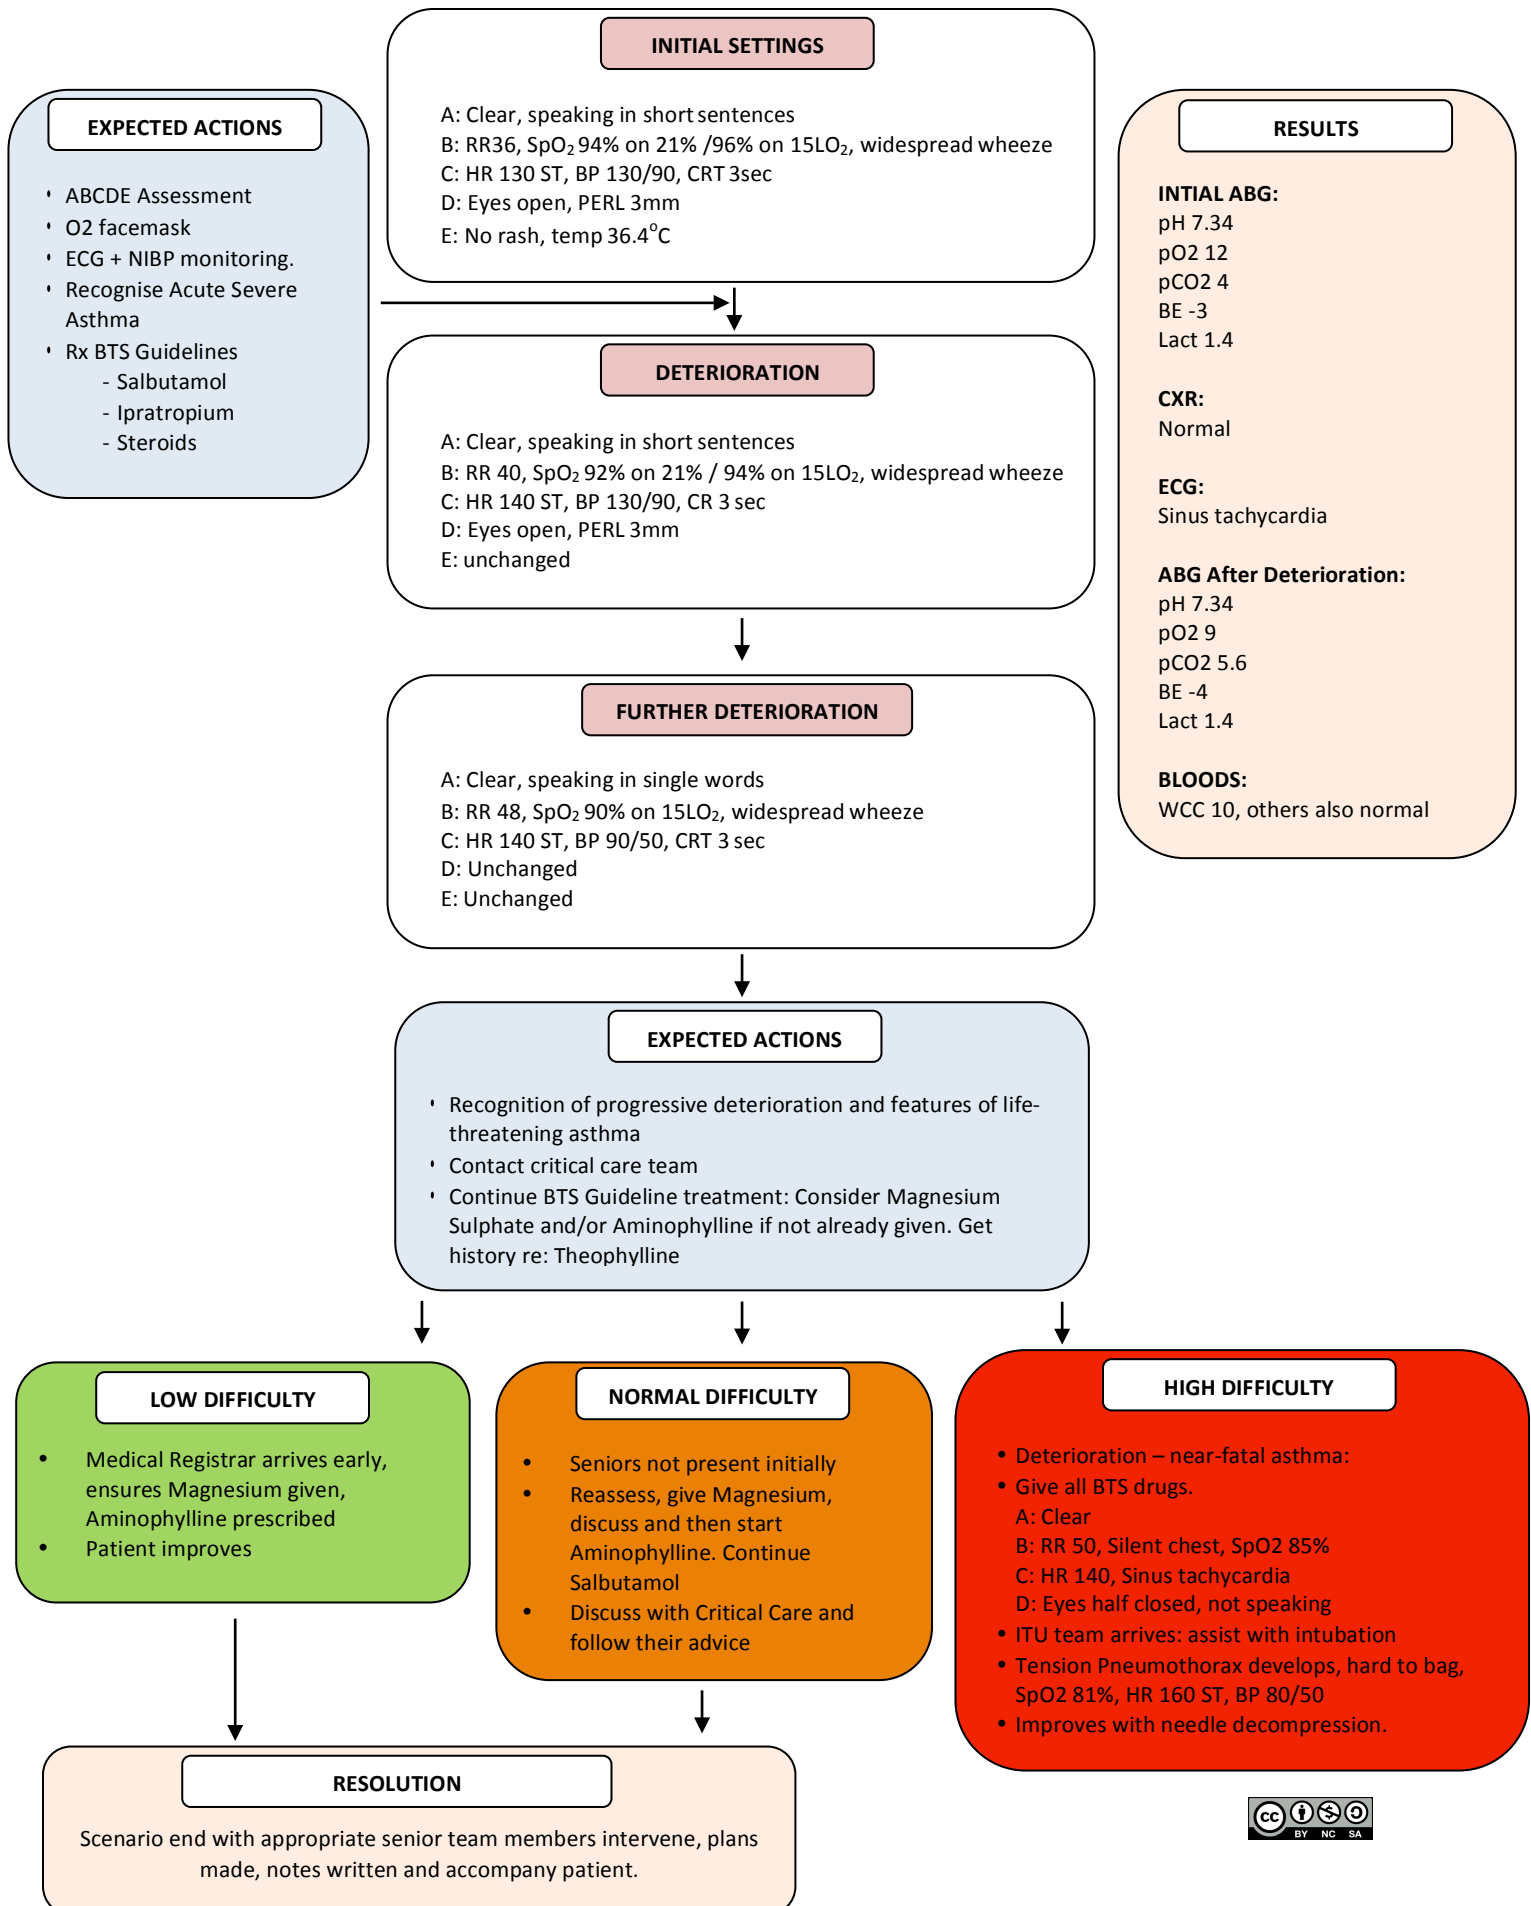 INITIAL SETTINGS
A: Clear, speaking in short sentences
B: RR36, SpO₂ 94% on 21% /96% on 15LO₂, widespread wheeze
C: HR 130 ST, BP 130/90, CRT 3sec
D: Eyes open, PERL 3mm
E: No rash, temp 36.4°C
EXPECTED ACTIONS
• ABCDE Assessment
• O2 facemask
• ECG + NIBP monitoring.
• Recognise Acute Severe
Asthma
• Rx BTS Guidelines
- Salbutamol
- Ipratropium
- Steroids
RESULTS
INTIAL ABG:
pH 7.34
pO2 12
pCO2 4
BE -3
Lact 1.4
CXR:
Normal
ECG:
Sinus tachycardia
ABG After Deterioration:
pH 7.34
pO2 9
pCO2 5.6
BE -4
Lact 1.4
BLOODS:
WCC 10, others also normal
DETERIORATION
A: Clear, speaking in short sentences
B: RR 40, SpO₂ 92% on 21% / 94% on 15LO₂, widespread wheeze
C: HR 140 ST, BP 130/90, CR 3 sec
D: Eyes open, PERL 3mm
E: unchanged
FURTHER DETERIORATION
A: Clear, speaking in single words
B: RR 48, SpO₂ 90% on 15LO₂, widespread wheeze
C: HR 140 ST, BP 90/50, CRT 3 sec
D: Unchanged
E: Unchanged
EXPECTED ACTIONS
• Recognition of progressive deterioration and features of life-
threatening asthma
• Contact critical care team
• Continue BTS Guideline treatment: Consider Magnesium
Sulphate and/or Aminophylline if not already given. Get
history re: Theophylline
LOW DIFFICULTY
• Medical Registrar arrives early,
ensures Magnesium given,
Aminophylline prescribed
• Patient improves
NORMAL DIFFICULTY
• Seniors not present initially
• Reassess, give Magnesium,
discuss and then start
Aminophylline. Continue
Salbutamol
• Discuss with Critical Care and
follow their advice
HIGH DIFFICULTY
• Deterioration – near-fatal asthma:
• Give all BTS drugs.
A: Clear
B: RR 50, Silent chest, SpO2 85%
C: HR 140, Sinus tachycardia
D: Eyes half closed, not speaking
• ITU team arrives: assist with intubation
• Tension Pneumothorax develops, hard to bag,
SpO2 81%, HR 160 ST, BP 80/50
• Improves with needle decompression.
RESOLUTION
Scenario end with appropriate senior team members intervene, plans
made, notes written and accompany patient.
cc
BY NC SA